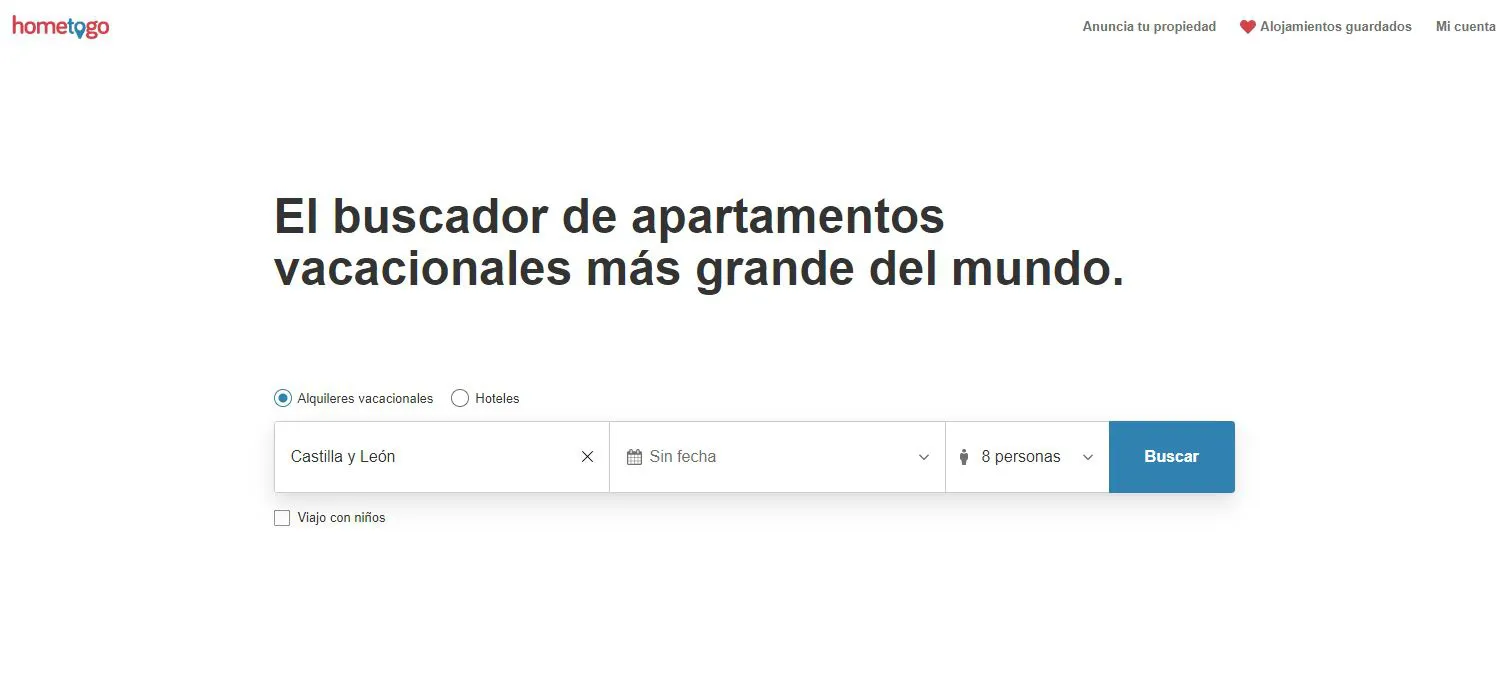 hometogo
Anuncia tu propiedad
Alojamientos guardados
Mi cuenta
El buscador de apartamentos
vacacionales más grande del mundo.
Alquileres vacacionales
Hoteles
Castilla y León
Sin fecha
8 personas
Buscar
Viajo con niños